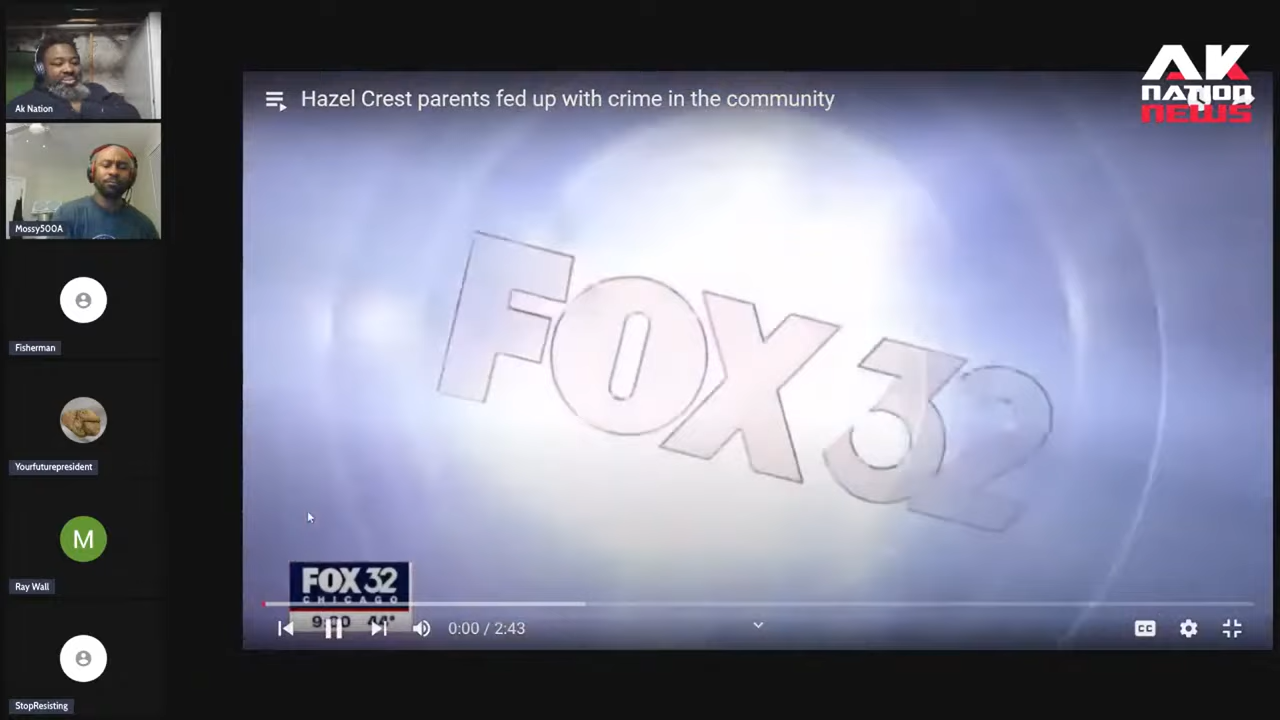 Ak Nation
Mossy500A
Fisherman
Yourfuturepresident
M
Ray Wall
StopResisting
Hazel Crest parents fed up with crime in the community
AK
NATION
NEWS
FOX 32
FOX 32
CHICAGO
44°
0:00 / 2:43
CC